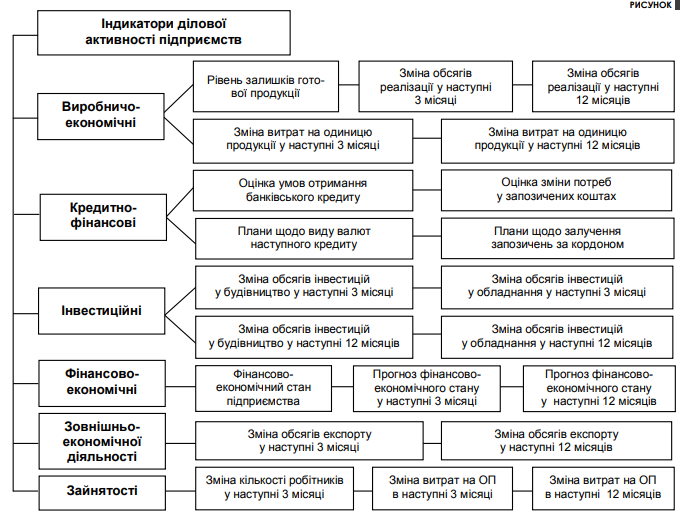 РИСУНОК
Індикатори ділової
активності підприємств
Виробничо-
економічні
Рівень залишків гото-
вої продукції
Зміна обсягів
реалізації у наступні
3 місяці
Зміна обсягів
реалізації у наступні
12 місяців
Зміна витрат на одиницю
продукції у наступні 3 місяці
Зміна витрат на одиницю
продукції у наступні 12 місяців
Кредитно-
фінансові
Оцінка умов отримання
банківського кредиту
Оцінка зміни потреб
у запозичених коштах
Плани щодо виду валют
наступного кредиту
Плани щодо залучення
запозичень за кордоном
Інвестиційні
Зміна обсягів інвестицій
у будівництво у наступні 3 місяці
Зміна обсягів інвестицій
у обладнання у наступні 3 місяці
Зміна обсягів інвестицій
у будівництво у наступні 12 місяців
Зміна обсягів інвестицій
у обладнання у наступні 12 місяців
Фінансово-
економічні
Фінансово-
економічний стан
підприємства
Прогноз фінансово-
економічного стану
у наступні 3 місяці
Прогноз фінансово-
економічного стану
у наступні 12 місяців
Зовнішньо-
економічної
діяльності
Зміна обсягів експорту
у наступні 3 місяці
Зміна обсягів експорту
у наступні 12 місяців
Зайнятості
Зміна кількості робітників
у наступні 3 місяці
Зміна витрат на ОП
в наступні 3 місяці
Зміна витрат на ОП
в наступні 12 місяців